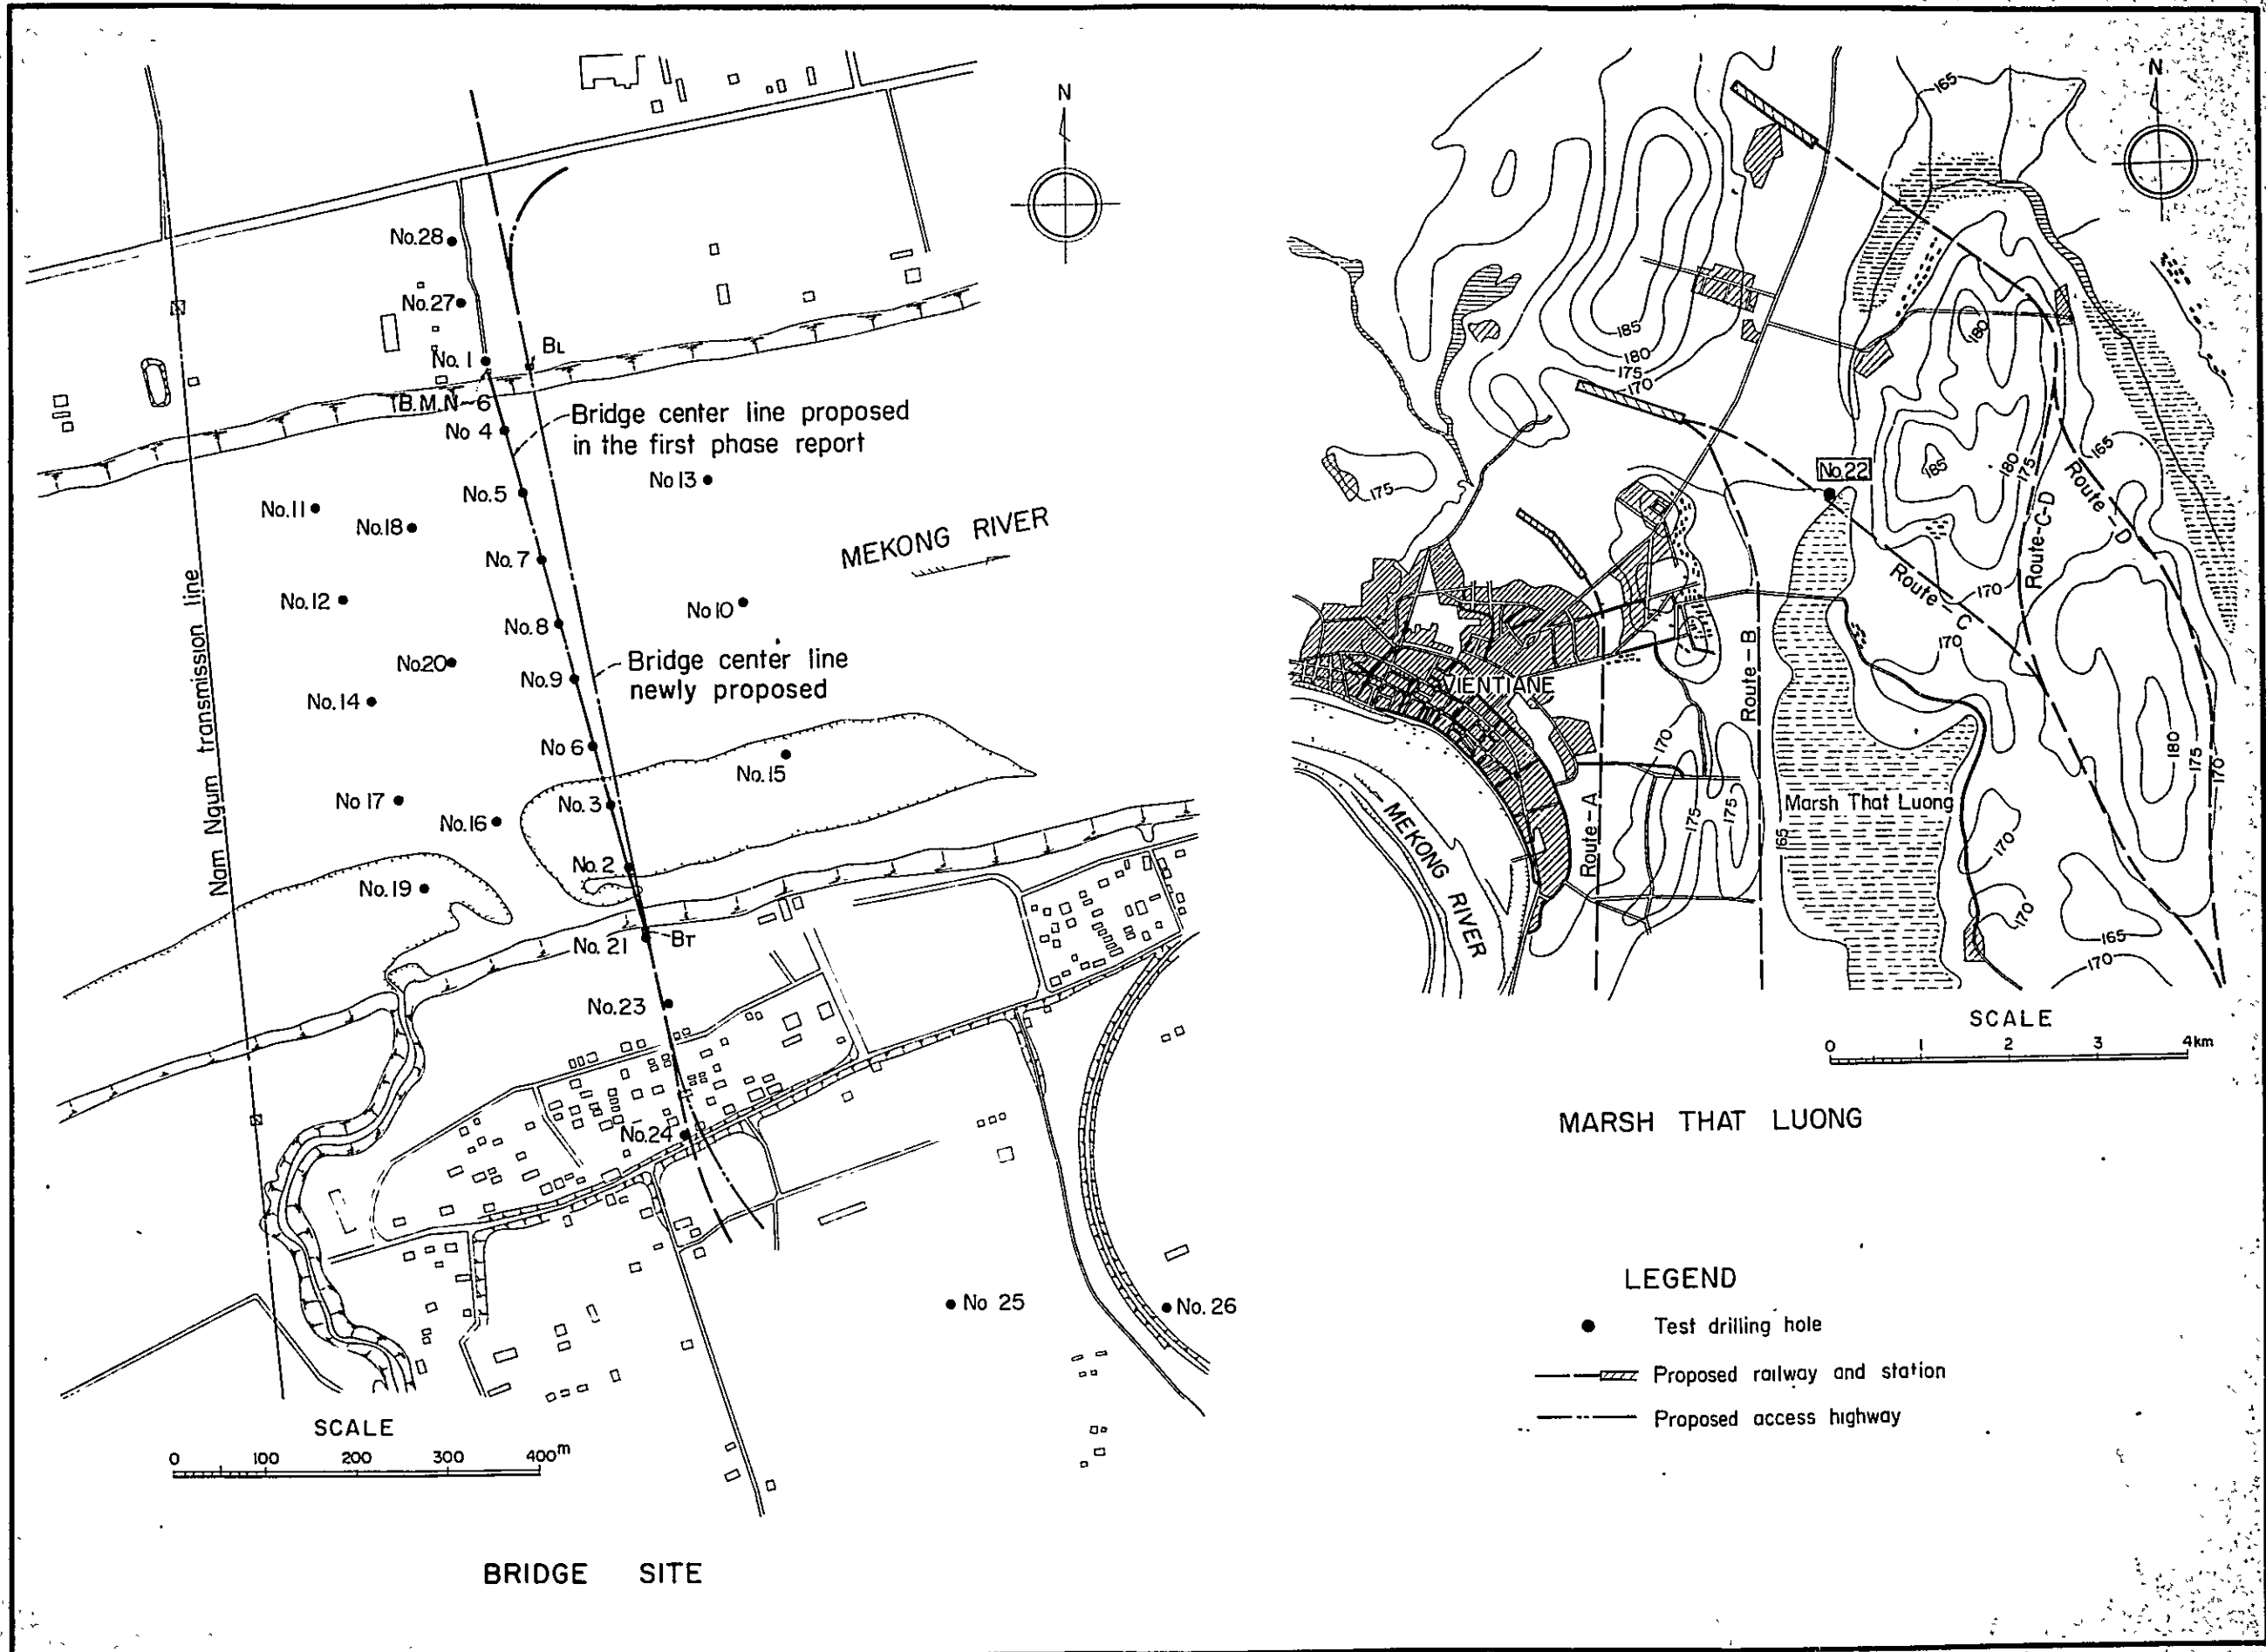 N
No.28
No.27
No. 1
BL
T.B.M.N-6
No 4
Bridge center line proposed
in the first phase report
No 13
No.5
No.11
No.18
MEKONG RIVER
No.7
No.12
No 10
No.8
Nam Ngum transmission line
No.20
Bridge center line
newly proposed
No.9
No.14
No 6
No.15
No 17
No.3
No.16
No.2
No.19
No. 21
BT
No.23
No.24
No 25
No. 26
SCALE
0 100 200 300 400m
BRIDGE SITE
N
165
185
180
175
170
180
165
No.22
175
185
180
175
Route-C-D
Route-D
170
Route-C
170
VIENTIANE
Route-B
170
180
175
170
MEKONG RIVER
Route-A
175
175
165
Marsh That Luong
170
170
165
170
SCALE
0 1 2 3 4km
MARSH THAT LUONG
LEGEND
Test drilling hole
Proposed railway and station
Proposed access highway